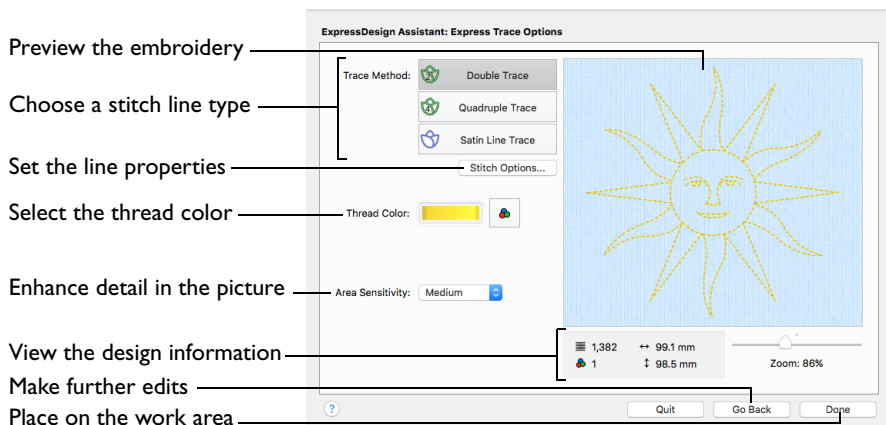 ExpressDesign Assistant: Express Trace Options
Preview the embroidery
Trace Method:
2 Double Trace
Choose a stitch line type
4 Quadruple Trace
Satin Line Trace
Set the line properties
Stitch Options...
Select the thread color
Thread Color:
Enhance detail in the picture
Area Sensitivity: Medium
View the design information
1,382 ↔ 99.1 mm
1 ↕ 98.5 mm
Zoom: 86%
Make further edits
Place on the work area
? Quit Go Back Done